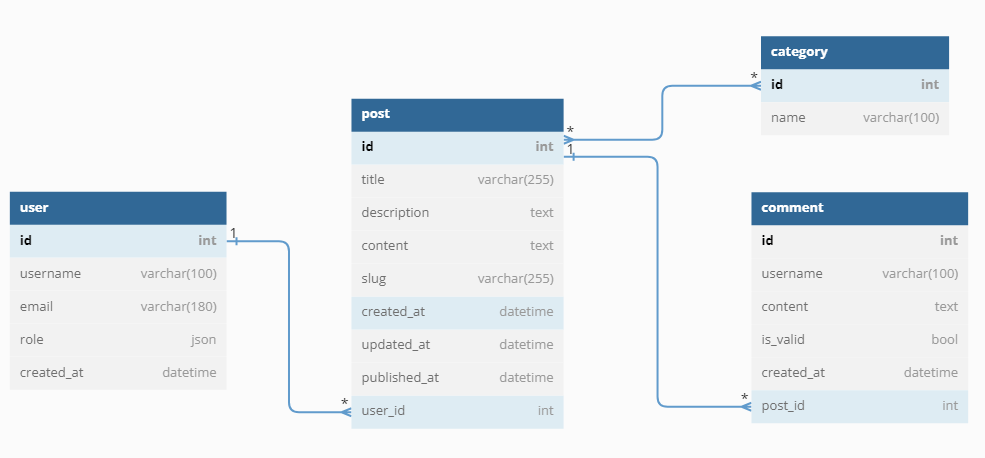 user
id int
username varchar(100)
email varchar(180)
role json
created_at datetime
1
*
post
id int
title varchar(255)
description text
content text
slug varchar(255)
created_at datetime
updated_at datetime
published_at datetime
user_id int
*
1
*
category
id int
name varchar(100)
*
comment
id int
username varchar(100)
content text
is_valid bool
created_at datetime
post_id int